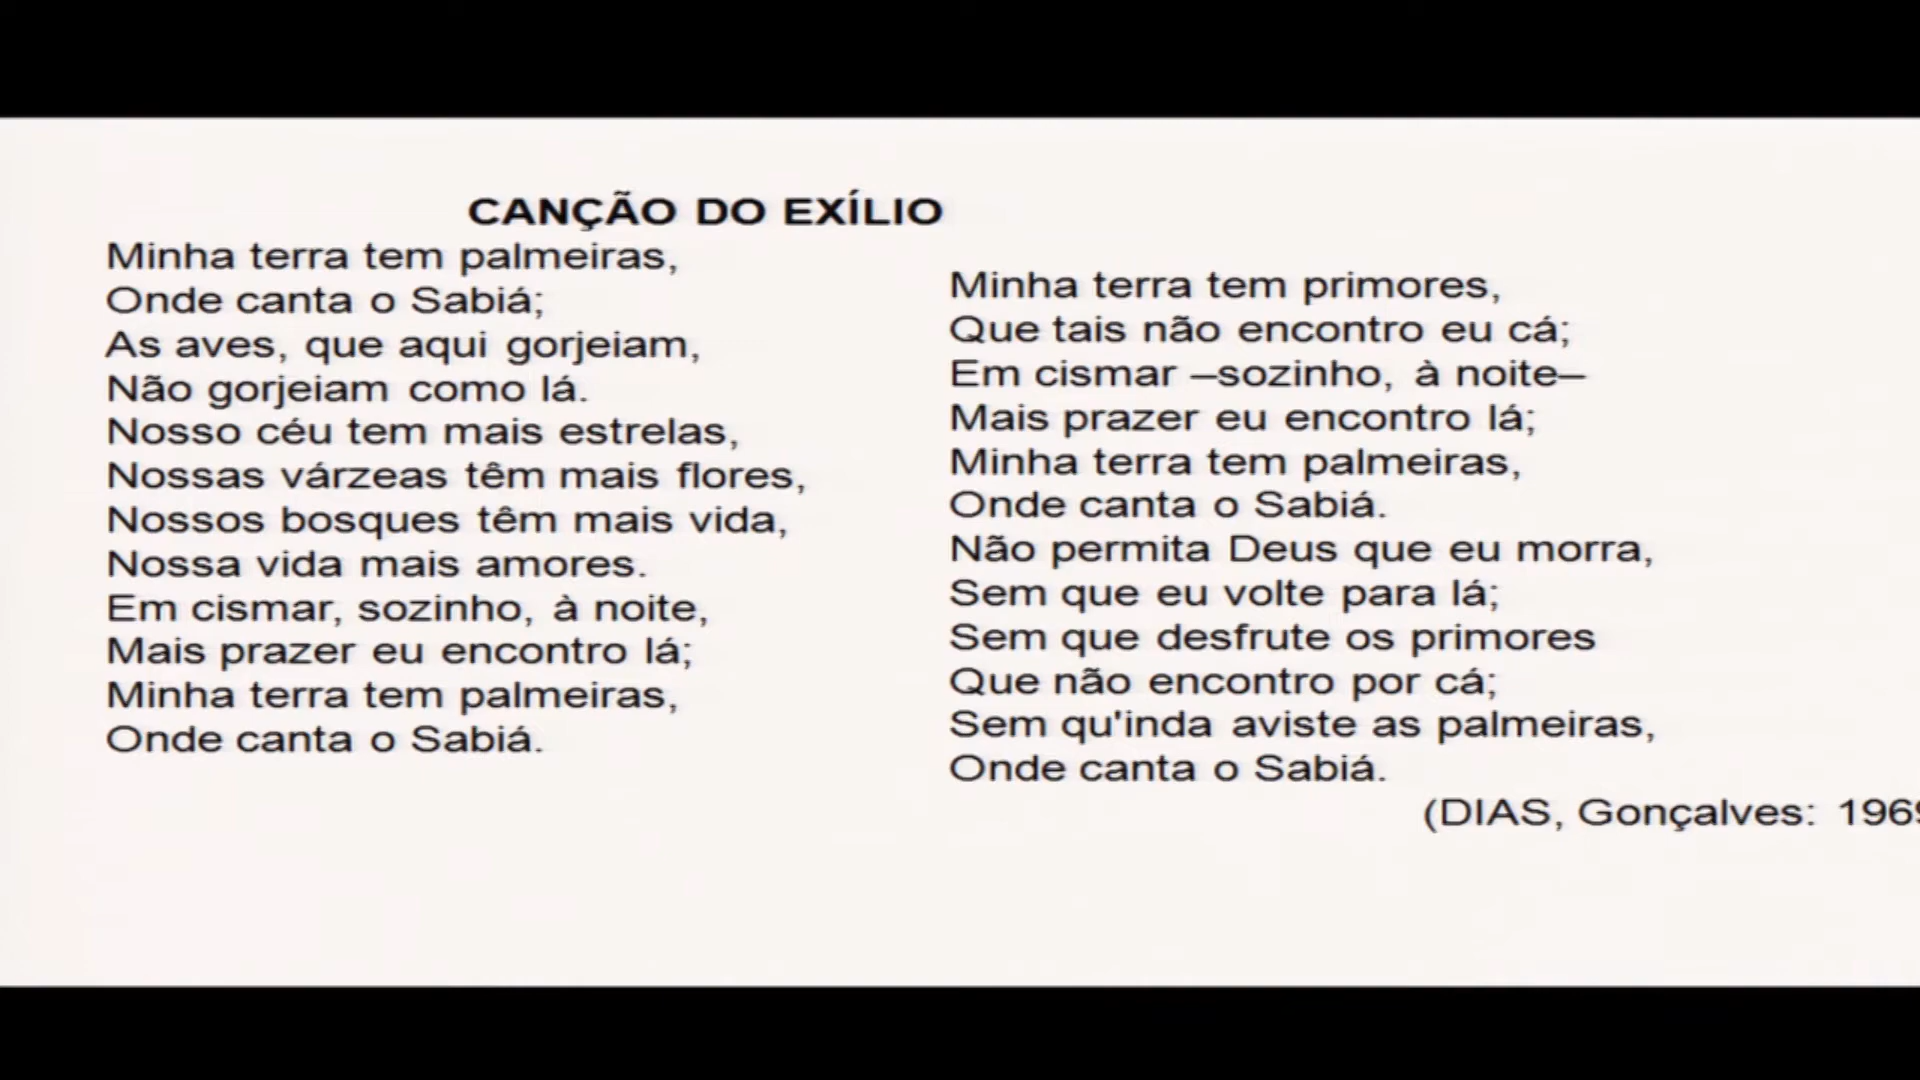 CANÇÃO DO EXÍLIO
Minha terra tem palmeiras,
Onde canta o Sabiá;
As aves, que aqui gorjeiam,
Não gorjeiam como lá.
Nosso céu tem mais estrelas,
Nossas várzeas têm mais flores,
Nossos bosques têm mais vida,
Nossa vida mais amores.
Em cismar, sozinho, à noite,
Mais prazer eu encontro lá;
Minha terra tem palmeiras,
Onde canta o Sabiá.
Minha terra tem primores,
Que tais não encontro eu cá;
Em cismar –sozinho, à noite–
Mais prazer eu encontro lá;
Minha terra tem palmeiras,
Onde canta o Sabiá.
Não permita Deus que eu morra,
Sem que eu volte para lá;
Sem que desfrute os primores
Que não encontro por cá;
Sem qu'inda aviste as palmeiras,
Onde canta o Sabiá.
(DIAS, Gonçalves: 1969